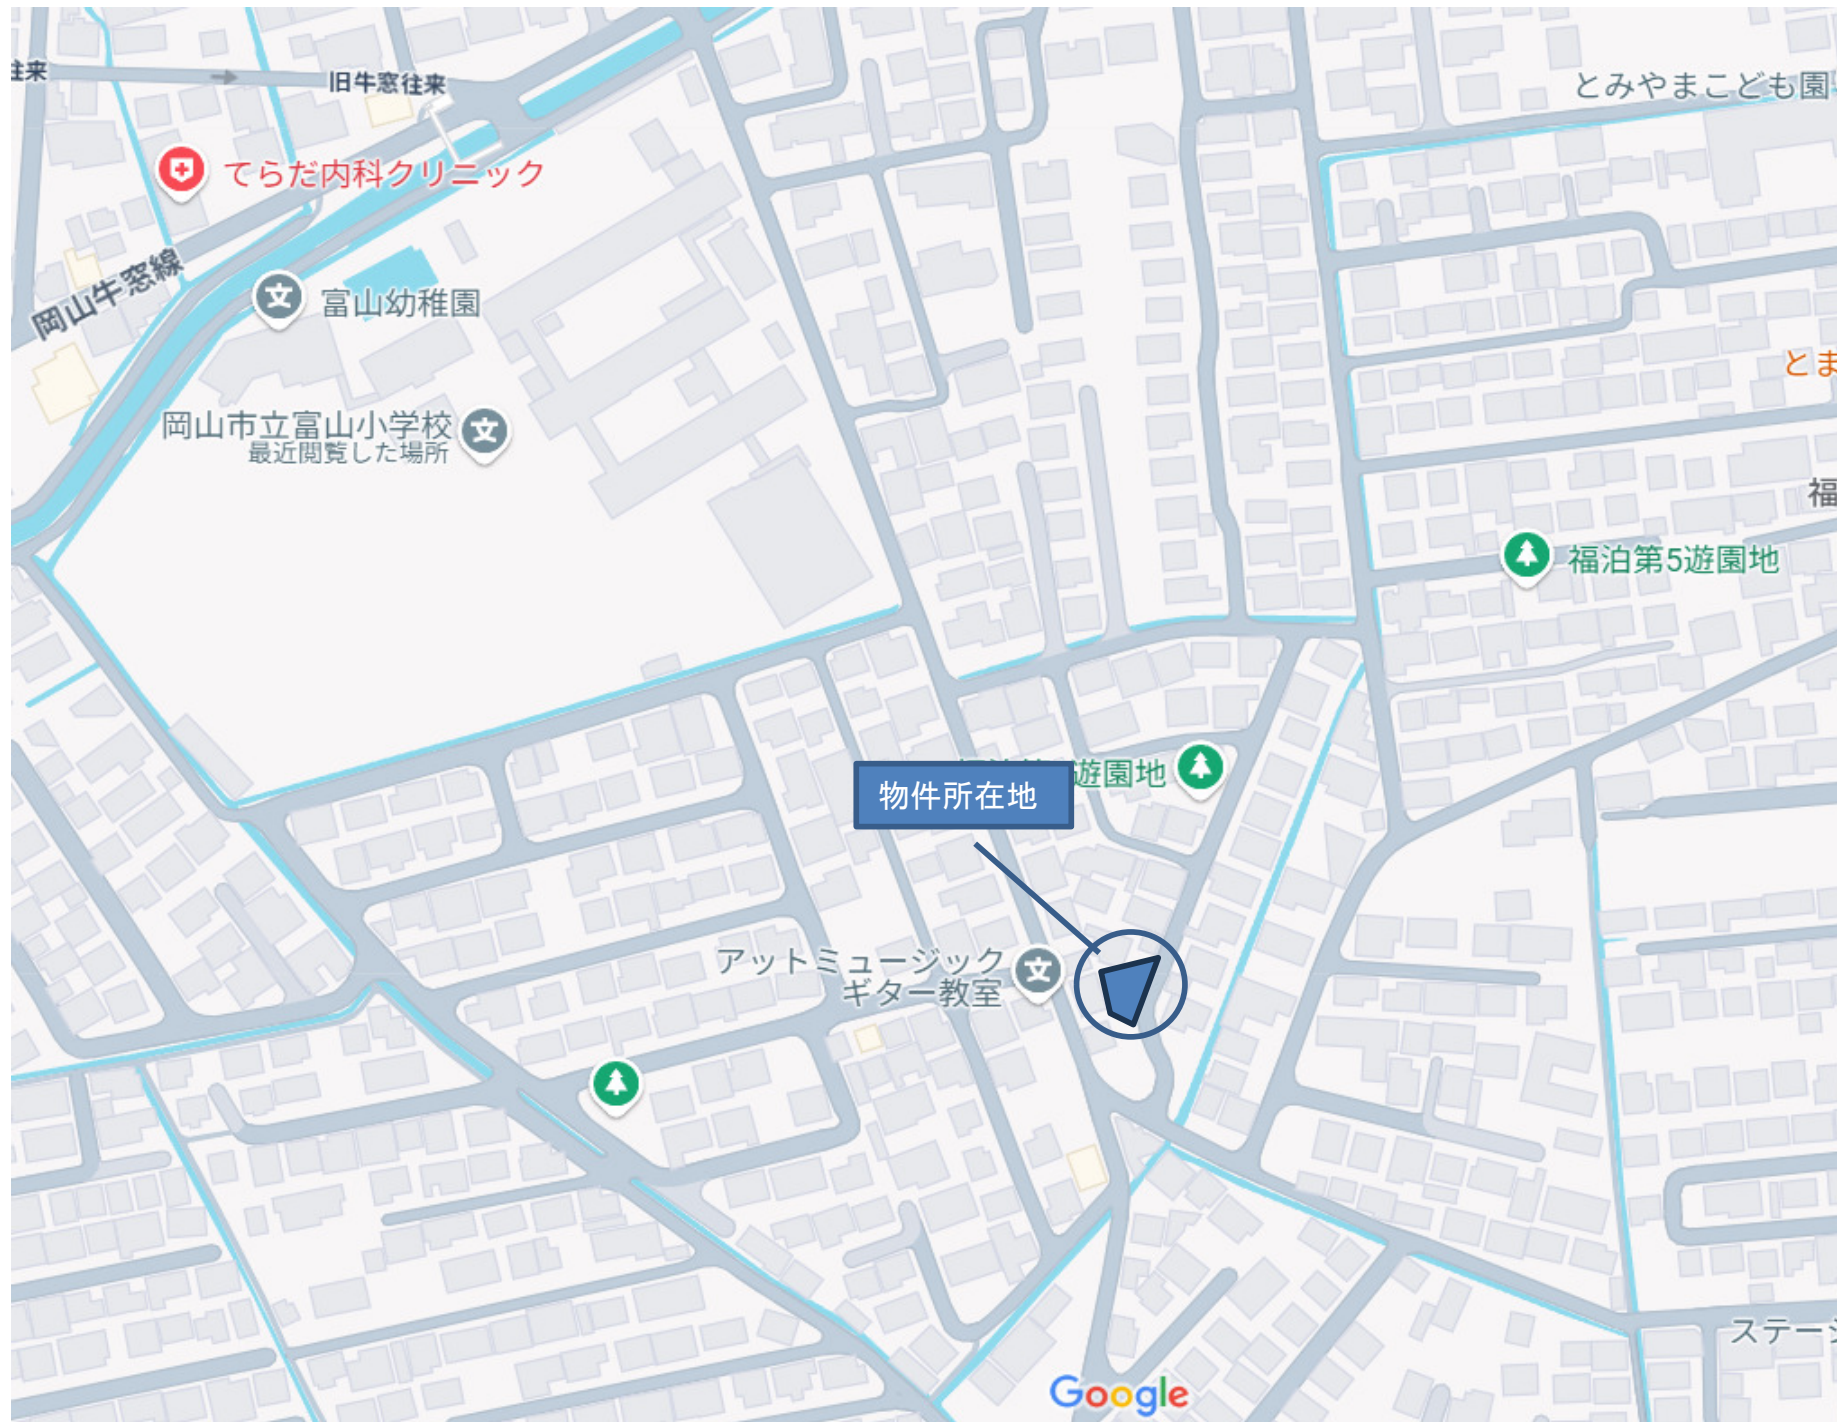 往来
旧牛窓往来
とみやまこども園
てらだ内科クリニック
岡山牛窓線
富山幼稚園
とま
岡山市立富山小学校
最近閲覧した場所
福
福泊第5遊園地
遊園地
物件所在地
アットミュージック
ギター教室
ステージ
Google